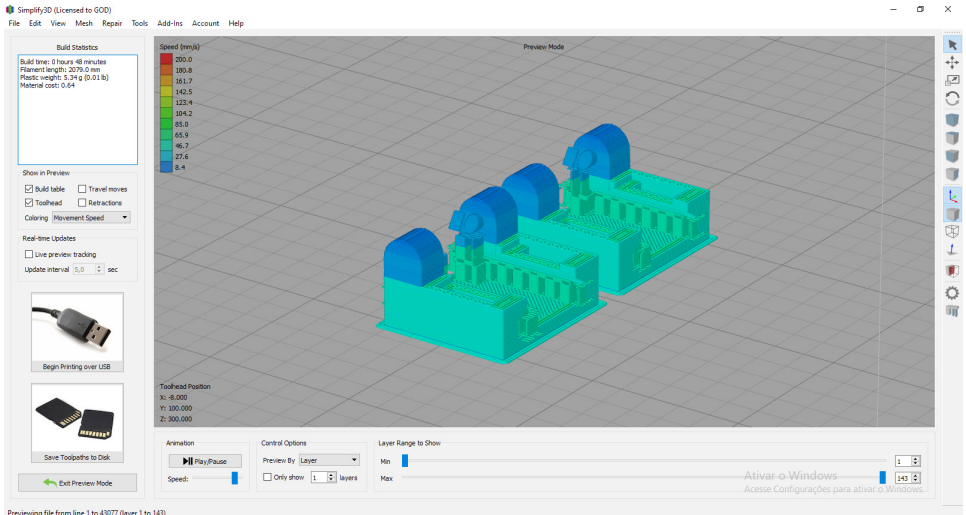 Simplify3D (Licensed to GOD)
File Edit View Mesh Repair Tools Add-Ins Account Help
Build Statistics
Build time: 0 hours 48 minutes
Filament length: 2079.0 mm
Plastic weight: 5.34 g (0.01 lb)
Material cost: 0.64
Show in Preview
Build table Travel moves
Toolhead Retractions
Coloring Movement Speed
Real-time Updates
Live preview tracking
Update interval 5,0 sec
Begin Printing over USB
Save Toolpaths to Disk
Exit Preview Mode
Speed (mm/s)
200.0
180.8
161.7
142.5
123.4
104.2
85.0
65.9
46.7
27.6
8.4
Preview Mode
Toolhead Position
X: -8.000
Y: 100.000
Z: 300.000
Animation
Play/Pause
Speed:
Control Options
Preview By Layer
Only show 1 layers
Layer Range to Show
Min 1
Max 143
Ativar o Windows
Acesse Configurações para ativar o Windows.
Previewing file from line 1 to 43077 (layer 1 to 143)